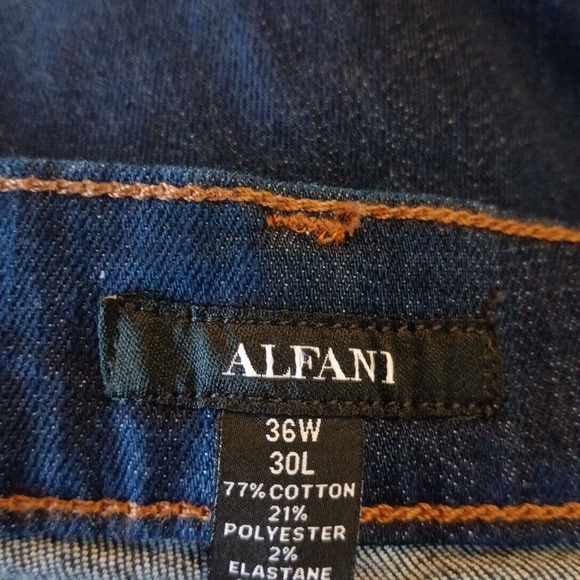 ALFANI
36W
30L
77% COTTON
21%
POLYESTER
2%
ELASTANE